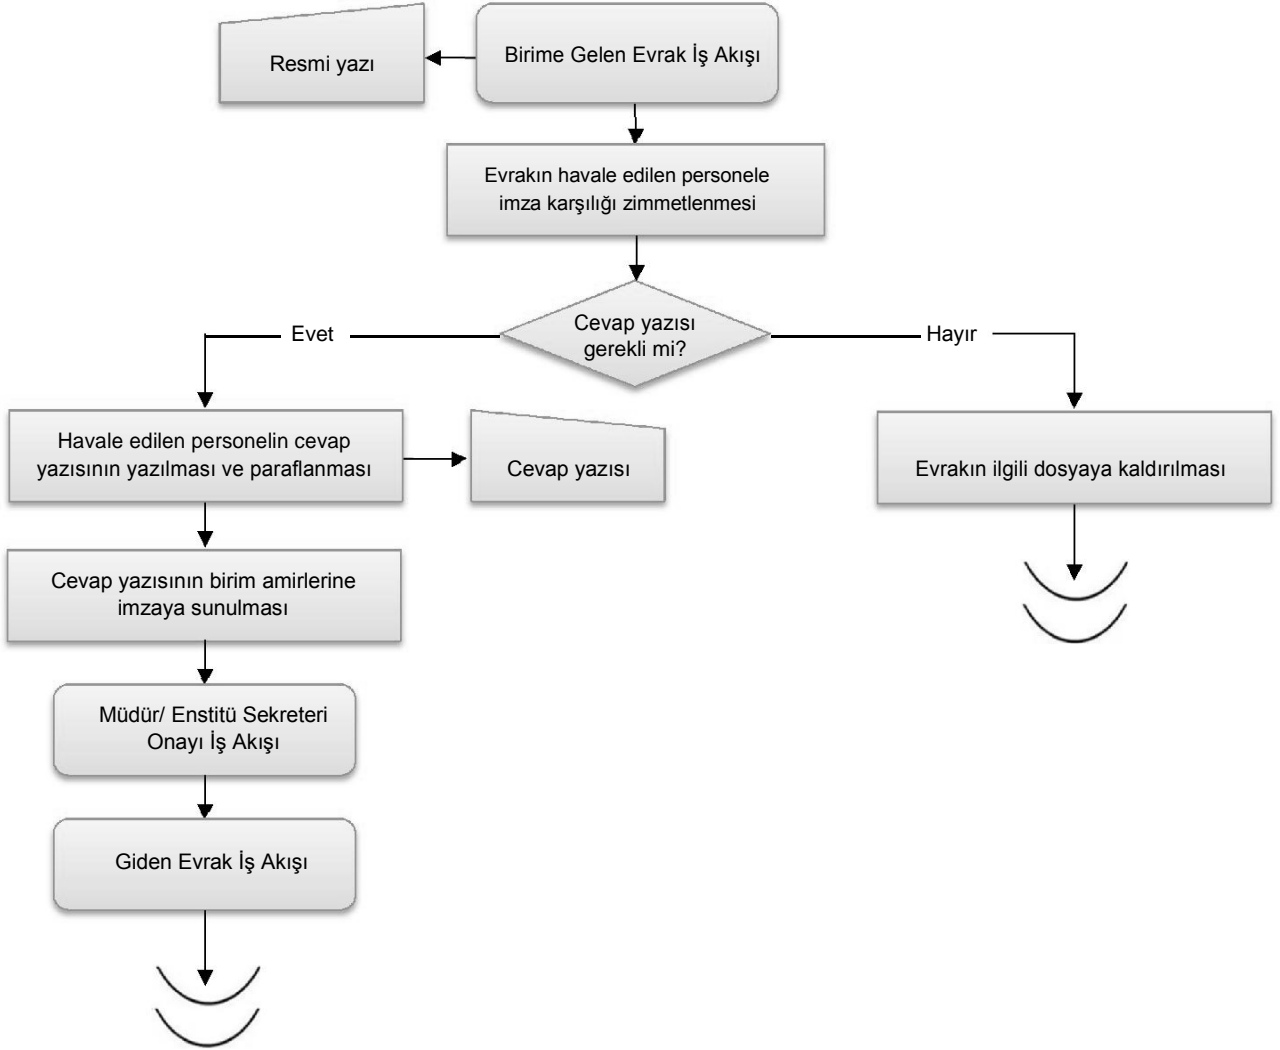 Resmi yazı
Birime Gelen Evrak İş Akışı
Evrakın havale edilen personele
imza karşılığı zimmetlenmesi
Cevap yazısı
gerekli mi?
Evet
Hayır
Havale edilen personelin cevap
yazısının yazılması ve paraflanması
Cevap yazısı
Evrakın ilgili dosyaya kaldırılması
Cevap yazısının birim amirlerine
imzaya sunulması
Müdür/ Enstitü Sekreteri
Onayı İş Akışı
Giden Evrak İş Akışı